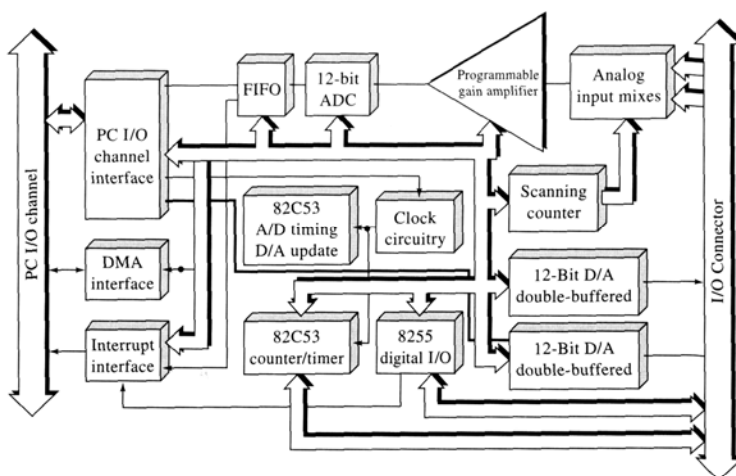 PC I/O channel
PC I/O
channel
interface
FIFO
12-bit
ADC
Programmable
gain amplifier
Analog
input mixes
I/O Connector
82C53
A/D timing
D/A update
Clock
circuitry
Scanning
counter
DMA
interface
12-Bit D/A
double-buffered
Interrupt
interface
82C53
counter/timer
8255
digital I/O
12-Bit D/A
double-buffered